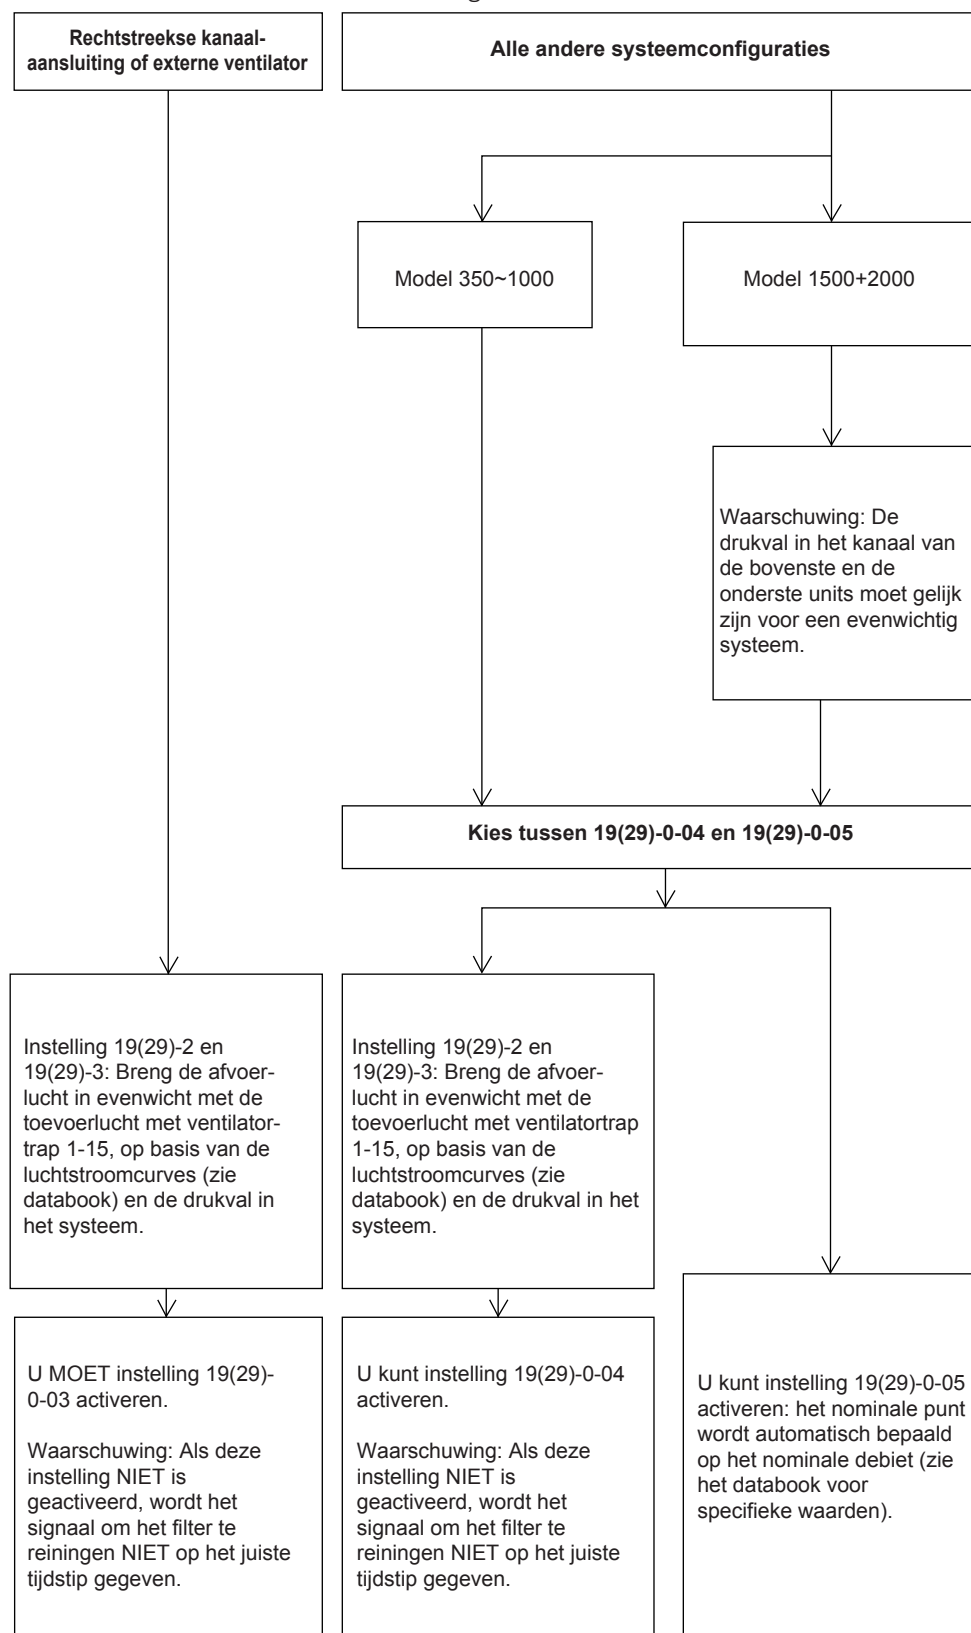 Rechtstreekse kanaal-
aansluiting of externe ventilator
Alle andere systeemconfiguraties
Model 350~1000
Model 1500+2000
Waarschuwing: De
drukval in het kanaal van
de bovenste en de
onderste units moet gelijk
zijn voor een evenwichtig
systeem.
Kies tussen 19(29)-0-04 en 19(29)-0-05
Instelling 19(29)-2 en
19(29)-3: Breng de afvoer-
lucht in evenwicht met de
toevoerlucht met ventilator-
trap 1-15, op basis van de
luchtstroomcurves (zie
databook) en de drukval in
het systeem.
Instelling 19(29)-2 en
19(29)-3: Breng de afvoer-
lucht in evenwicht met de
toevoerlucht met ventilatortrap
1-15, op basis van de
luchtstroomcurves (zie
databook) en de drukval in het
systeem.
U MOET instelling 19(29)-
0-03 activeren.
Waarschuwing: Als deze
instelling NIET is
geactiveerd, wordt het
signaal om het filter te
reiningen NIET op het juiste
tijdstip gegeven.
U kunt instelling 19(29)-0-04
activeren.
Waarschuwing: Als deze
instelling NIET is
geactiveerd, wordt het
signaal om het filter te
reiningen NIET op het juiste
tijdstip gegeven.
U kunt instelling 19(29)-0-05
activeren: het nominale punt
wordt automatisch bepaald
op het nominale debiet (zie
het databook voor
specifieke waarden).